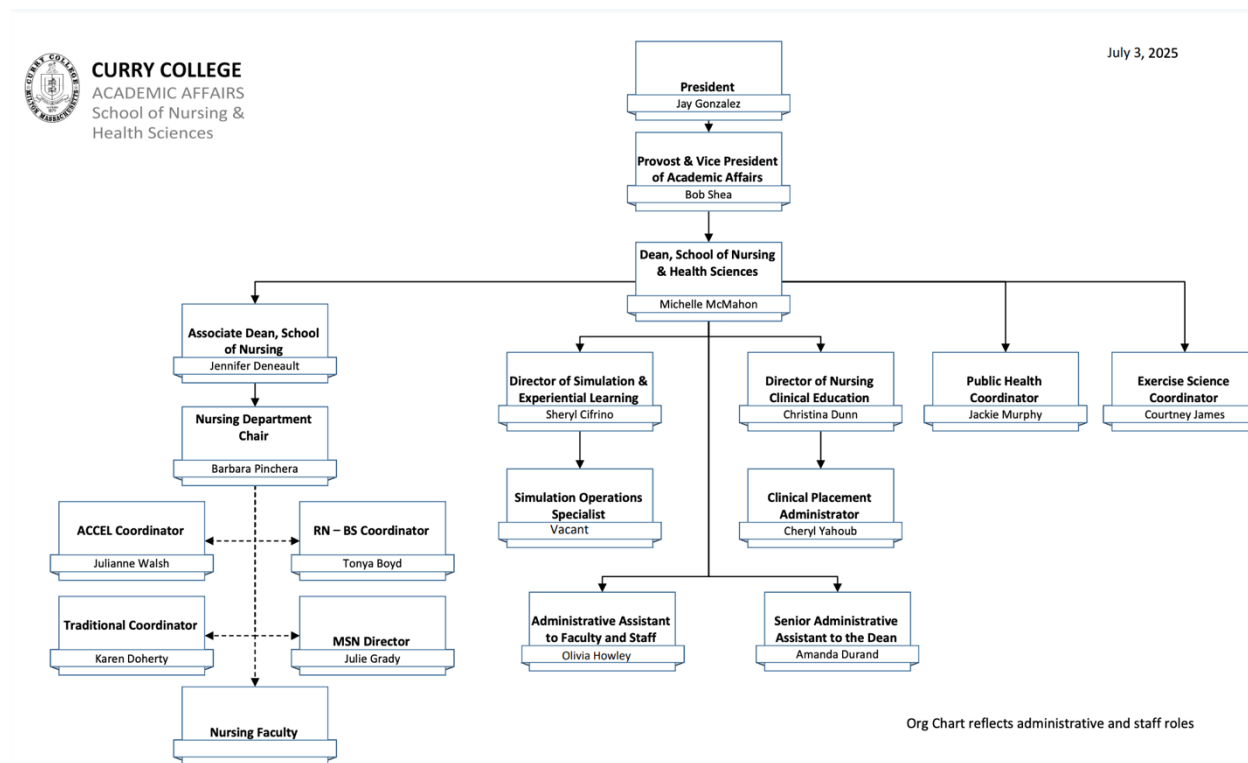 CURRY COLLEGE
ACADEMIC AFFAIRS
School of Nursing &
Health Sciences
July 3, 2025
President
Jay Gonzalez
Provost & Vice President
of Academic Affairs
Bob Shea
Dean, School of Nursing
& Health Sciences
Michelle McMahon
Associate Dean, School
of Nursing
Jennifer Deneault
Nursing Department
Chair
Barbara Pinchera
ACCEL Coordinator
Julianne Walsh
RN – BS Coordinator
Tonya Boyd
Traditional Coordinator
Karen Doherty
MSN Director
Julie Grady
Nursing Faculty
Director of Simulation &
Experiential Learning
Sheryl Cifrino
Simulation Operations
Specialist
Vacant
Director of Nursing
Clinical Education
Christina Dunn
Clinical Placement
Administrator
Cheryl Yahoub
Public Health
Coordinator
Jackie Murphy
Exercise Science
Coordinator
Courtney James
Administrative Assistant
to Faculty and Staff
Olivia Howley
Senior Administrative
Assistant to the Dean
Amanda Durand
Org Chart reflects administrative and staff roles